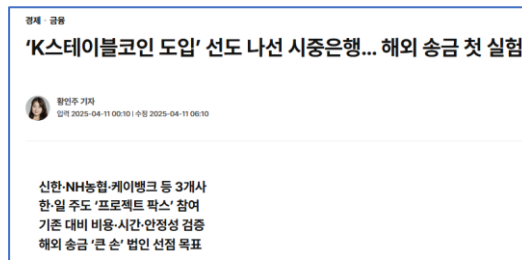 경제 · 금융
‘K스테이블코인 도입’ 선도 나선 시중은행... 해외 송금 첫 실험
황인주 기자
입력 2025-04-11 00:10 | 수정 2025-04-11 06:10
신한·NH농협·케이뱅크 등 3개사
한·일 주도 ‘프로젝트 팍스’ 참여
기존 대비 비용·시간·안정성 검증
해외 송금 ‘큰 손’ 법인 선점 목표